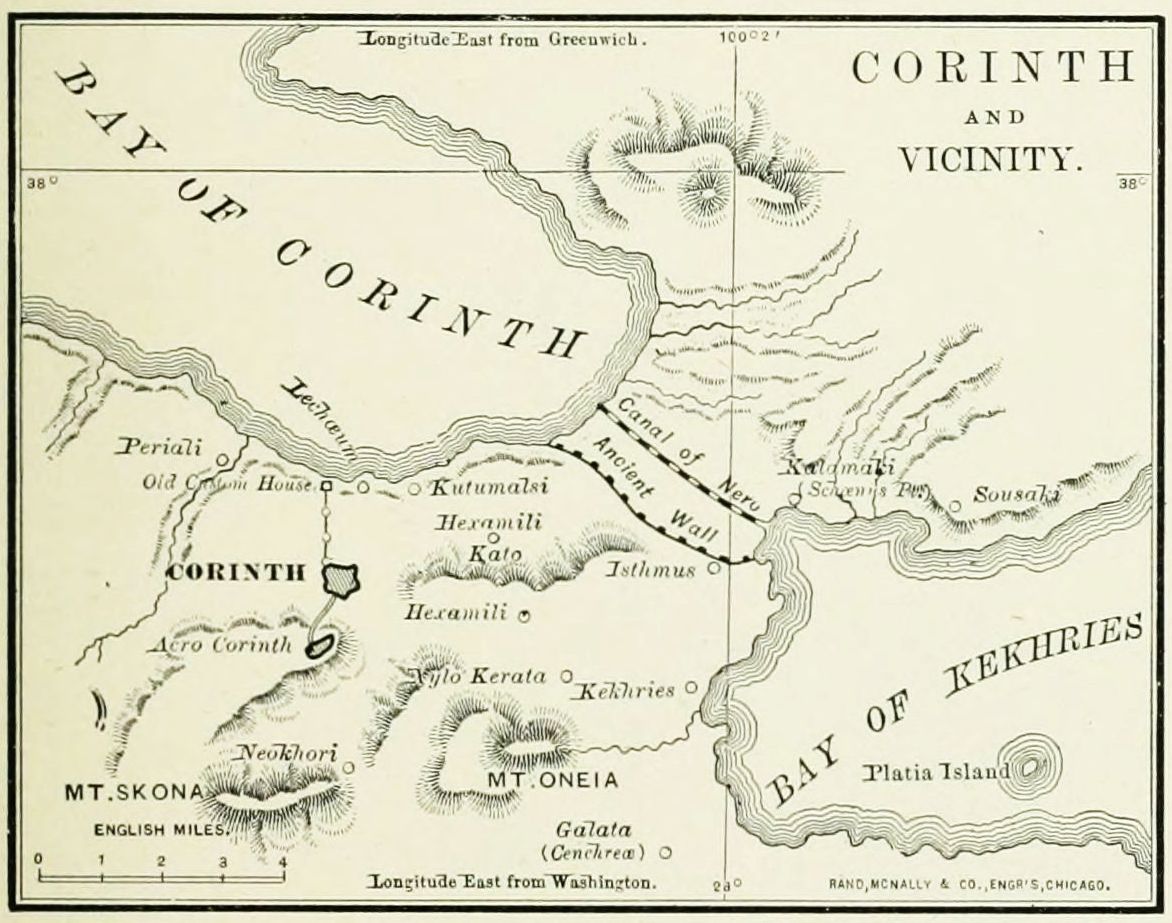 Longitude East from Greenwich.
100°2'
CORINTH
AND
VICINITY.
BAY OF CORINTH
38°
38°
Lechœum
Canal of Nero
Ancient Wall
Periali
Old Custom House
Kutumalsi
Kalamaki
(Schœnus Pt.)
Sousaki
Hexamili
Kato
Isthmus
CORINTH
Hexamili
Acro Corinth
Xylo Kerata
Kekhries
BAY OF KEKHRIES
Neokhori
MT. ONEIA
Platia Island
MT. SKONA
ENGLISH MILES.
0 1 2 3 4
Galata
(Cenchreæ)
Longitude East from Washington.
23°
RAND, MCNALLY & CO., ENGR'S, CHICAGO.